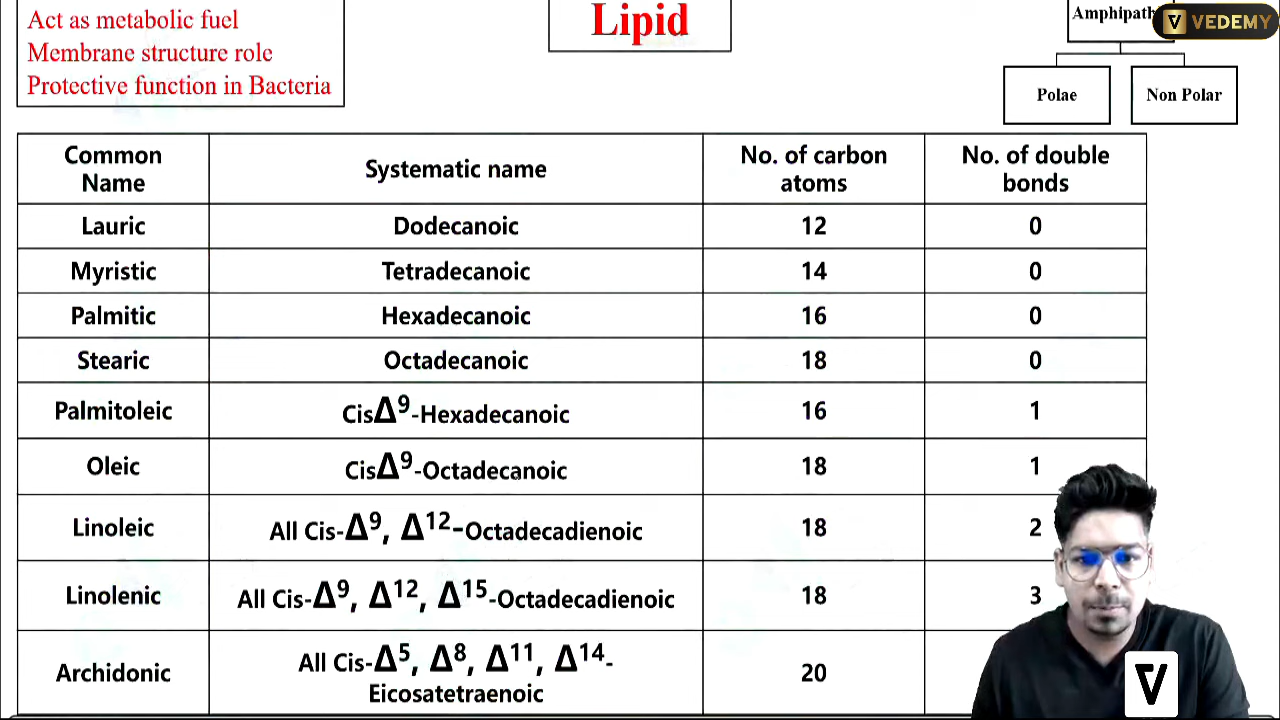 Act as metabolic fuel
Membrane structure role
Protective function in Bacteria
Lipid
VEDEMY
Polae
Non Polar
Common Name
Systematic name
No. of carbon atoms
No. of double bonds
Lauric
Dodecanoic
12
0
Myristic
Tetradecanoic
14
0
Palmitic
Hexadecanoic
16
0
Stearic
Octadecanoic
18
0
Palmitoleic
CisΔ⁹-Hexadecanoic
16
1
Oleic
CisΔ⁹-Octadecanoic
18
1
Linoleic
All Cis-Δ⁹, Δ¹²-Octadecadienoic
18
2
Linolenic
All Cis-Δ⁹, Δ¹², Δ¹⁵-Octadecadienoic
18
3
Archidonic
All Cis-Δ⁵, Δ⁸, Δ¹¹, Δ¹⁴-
Eicosatetraenoic
20